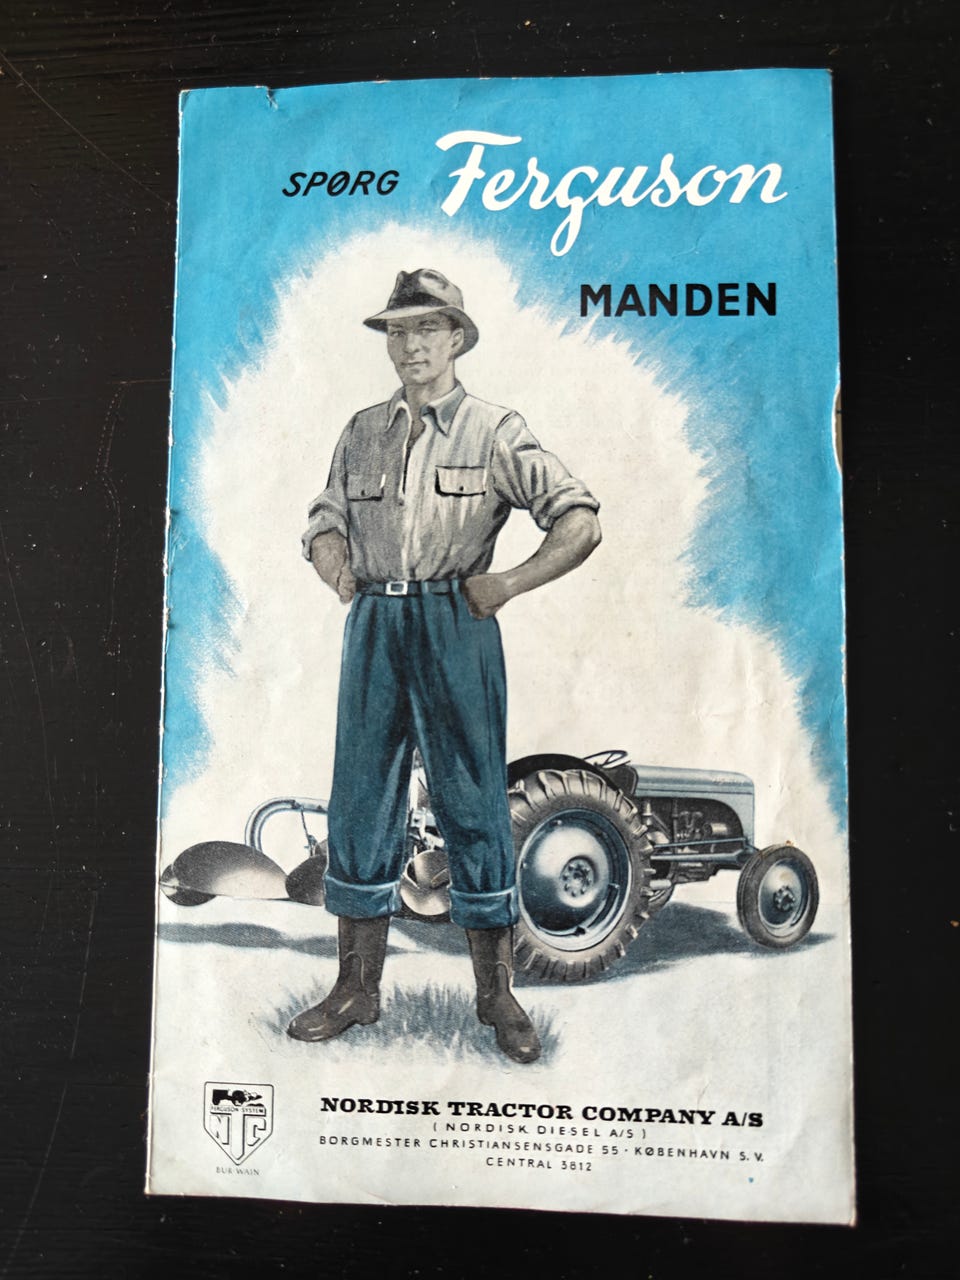 SPØRG Ferguson
MANDEN
NORDISK TRACTOR COMPANY A/S
( NORDISK DIESEL A/S )
BORGMESTER CHRISTIANSENSGADE 55 · KØBENHAVN S. V.
CENTRAL 3812
FERGUSON-SYSTEM
NTC
BUR-WAIN